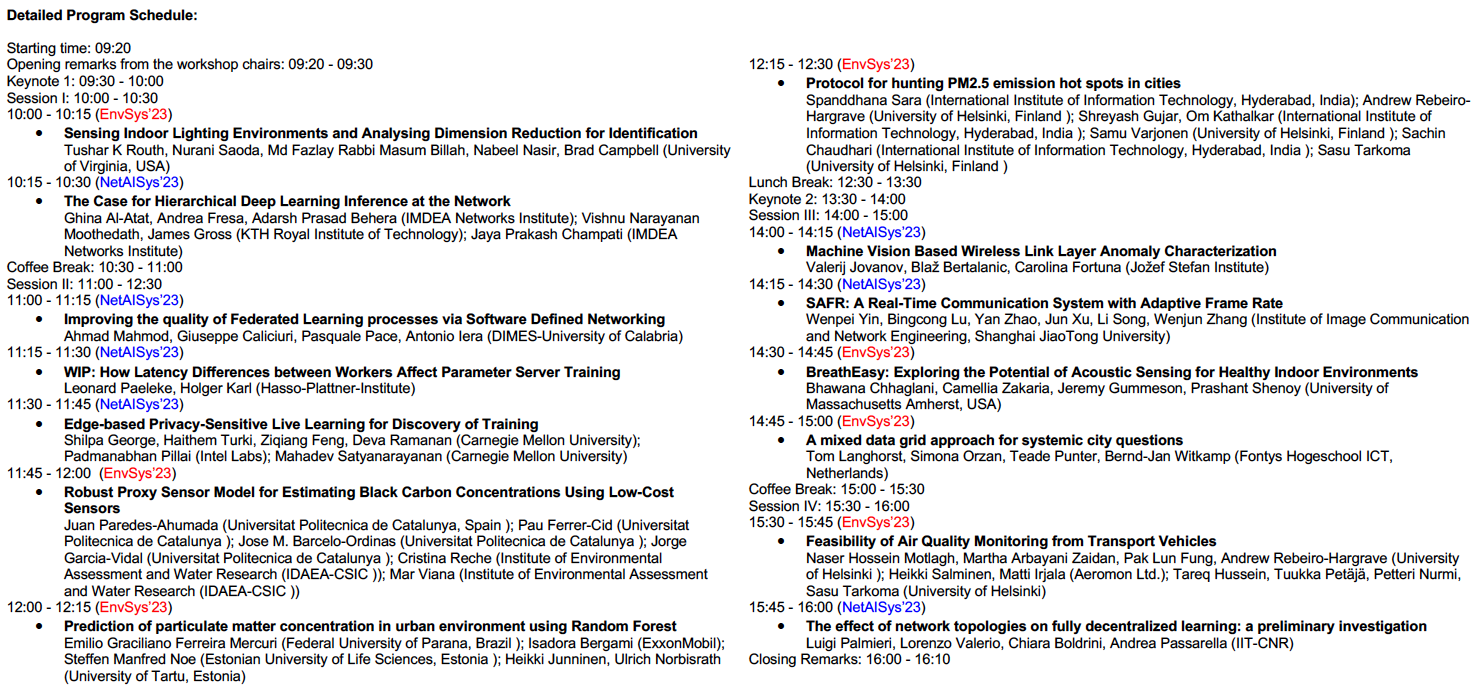 Detailed Program Schedule:
Starting time: 09:20
Opening remarks from the workshop chairs: 09:20 - 09:30
Keynote 1: 09:30 - 10:00
Session I: 10:00 - 10:30
10:00 - 10:15 (EnvSys'23)
• Sensing Indoor Lighting Environments and Analysing Dimension Reduction for Identification
Tushar K Routh, Nurani Saoda, Md Fazlay Rabbi Masum Billah, Nabeel Nasir, Brad Campbell (University
of Virginia, USA)
10:15 - 10:30 (NetAISys'23)
• The Case for Hierarchical Deep Learning Inference at the Network
Ghina Al-Atat, Andrea Fresa, Adarsh Prasad Behera (IMDEA Networks Institute); Vishnu Narayanan
Moothedath, James Gross (KTH Royal Institute of Technology); Jaya Prakash Champati (IMDEA
Networks Institute)
Coffee Break: 10:30 - 11:00
Session II: 11:00 - 12:30
11:00 - 11:15 (NetAISys'23)
• Improving the quality of Federated Learning processes via Software Defined Networking
Ahmad Mahmod, Giuseppe Caliciuri, Pasquale Pace, Antonio Iera (DIMES-University of Calabria)
11:15 - 11:30 (NetAISys'23)
• WIP: How Latency Differences between Workers Affect Parameter Server Training
Leonard Paeleke, Holger Karl (Hasso-Plattner-Institute)
11:30 - 11:45 (NetAISys'23)
• Edge-based Privacy-Sensitive Live Learning for Discovery of Training
Shilpa George, Haithem Turki, Ziqiang Feng, Deva Ramanan (Carnegie Mellon University);
Padmanabhan Pillai (Intel Labs); Mahadev Satyanarayanan (Carnegie Mellon University)
11:45 - 12:00 (EnvSys'23)
• Robust Proxy Sensor Model for Estimating Black Carbon Concentrations Using Low-Cost
Sensors
Juan Paredes-Ahumada (Universitat Politecnica de Catalunya, Spain ); Pau Ferrer-Cid (Universitat
Politecnica de Catalunya ); Jose M. Barcelo-Ordinas (Universitat Politecnica de Catalunya ); Jorge
Garcia-Vidal (Universitat Politecnica de Catalunya ); Cristina Reche (Institute of Environmental
Assessment and Water Research (IDAEA-CSIC )); Mar Viana (Institute of Environmental Assessment
and Water Research (IDAEA-CSIC ))
12:00 - 12:15 (EnvSys'23)
• Prediction of particulate matter concentration in urban environment using Random Forest
Emilio Graciliano Ferreira Mercuri (Federal University of Parana, Brazil ); Isadora Bergami (ExxonMobil);
Steffen Manfred Noe (Estonian University of Life Sciences, Estonia ); Heikki Junninen, Ulrich Norbisrath
(University of Tartu, Estonia)
12:15 - 12:30 (EnvSys'23)
• Protocol for hunting PM2.5 emission hot spots in cities
Spanddhana Sara (International Institute of Information Technology, Hyderabad, India); Andrew Rebeiro-
Hargrave (University of Helsinki, Finland ); Shreyash Gujar, Om Kathalkar (International Institute of
Information Technology, Hyderabad, India ); Samu Varjonen (University of Helsinki, Finland ); Sachin
Chaudhari (International Institute of Information Technology, Hyderabad, India ); Sasu Tarkoma
(University of Helsinki, Finland )
Lunch Break: 12:30 - 13:30
Keynote 2: 13:30 - 14:00
Session III: 14:00 - 15:00
14:00 - 14:15 (NetAISys'23)
• Machine Vision Based Wireless Link Layer Anomaly Characterization
Valerij Jovanov, Blaž Bertalanic, Carolina Fortuna (Jožef Stefan Institute)
14:15 - 14:30 (NetAISys'23)
• SAFR: A Real-Time Communication System with Adaptive Frame Rate
Wenpei Yin, Bingcong Lu, Yan Zhao, Jun Xu, Li Song, Wenjun Zhang (Institute of Image Communication
and Network Engineering, Shanghai JiaoTong University)
14:30 - 14:45 (EnvSys'23)
• BreathEasy: Exploring the Potential of Acoustic Sensing for Healthy Indoor Environments
Bhawana Chhaglani, Camellia Zakaria, Jeremy Gummeson, Prashant Shenoy (University of
Massachusetts Amherst, USA)
14:45 - 15:00 (EnvSys'23)
• A mixed data grid approach for systemic city questions
Tom Langhorst, Simona Orzan, Teade Punter, Bernd-Jan Witkamp (Fontys Hogeschool ICT,
Netherlands)
Coffee Break: 15:00 - 15:30
Session IV: 15:30 - 16:00
15:30 - 15:45 (EnvSys'23)
• Feasibility of Air Quality Monitoring from Transport Vehicles
Naser Hossein Motlagh, Martha Arbayani Zaidan, Pak Lun Fung, Andrew Rebeiro-Hargrave (University
of Helsinki ); Heikki Salminen, Matti Irjala (Aeromon Ltd.); Tareq Hussein, Tuukka Petäjä, Petteri Nurmi,
Sasu Tarkoma (University of Helsinki)
15:45 - 16:00 (NetAISys'23)
• The effect of network topologies on fully decentralized learning: a preliminary investigation
Luigi Palmieri, Lorenzo Valerio, Chiara Boldrini, Andrea Passarella (IIT-CNR)
Closing Remarks: 16:00 - 16:10